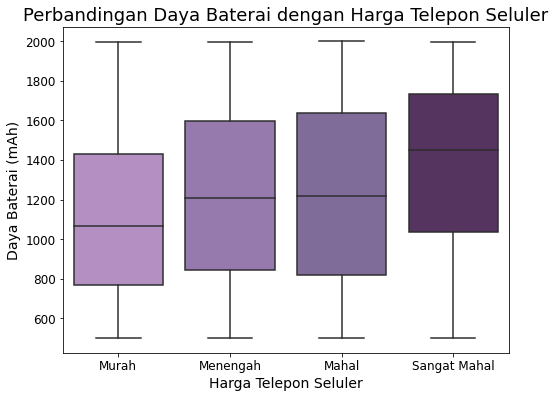 Perbandingan Daya Baterai dengan Harga Telepon Seluler
Daya Baterai (mAh)
2000
1800
1600
1400
1200
1000
800
600
Murah Menengah Mahal Sangat Mahal
Harga Telepon Seluler